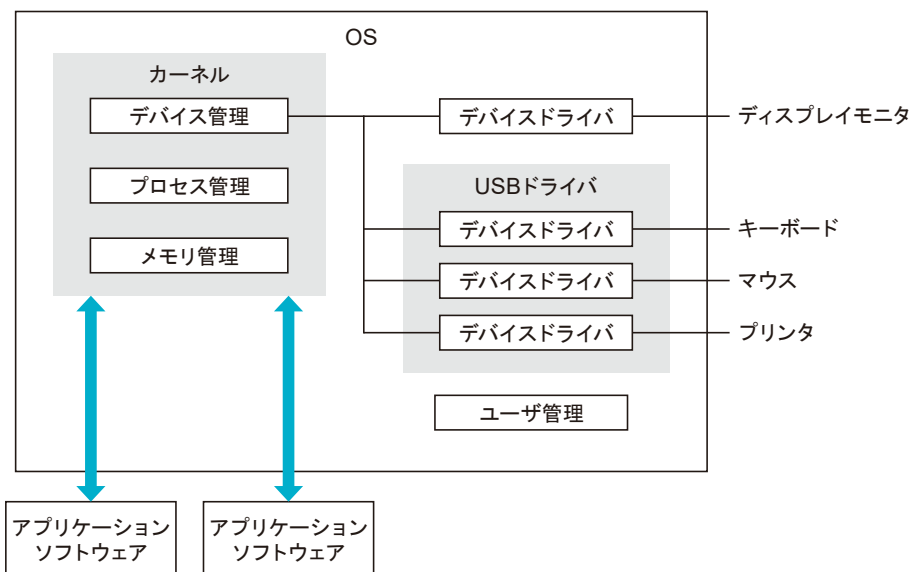 OS
カーネル
デバイス管理
プロセス管理
メモリ管理
デバイスドライバ
ディスプレイモニタ
USBドライバ
デバイスドライバ
キーボード
デバイスドライバ
マウス
デバイスドライバ
プリンタ
ユーザ管理
アプリケーション
ソフトウェア
アプリケーション
ソフトウェア